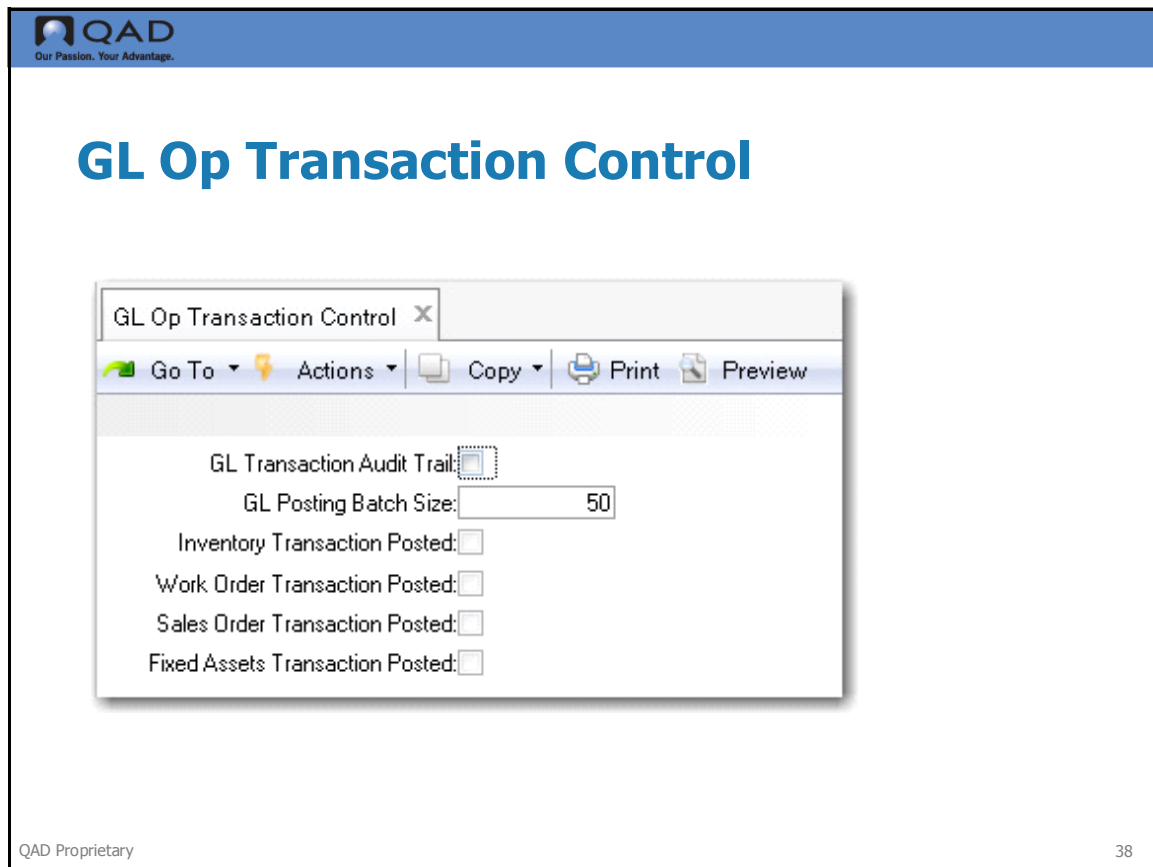 QAD
Our Passion. Your Advantage.
GL Op Transaction Control
GL Op Transaction Control X
Go To Actions Copy Print Preview
GL Transaction Audit Trail:
GL Posting Batch Size: 50
Inventory Transaction Posted:
Work Order Transaction Posted:
Sales Order Transaction Posted:
Fixed Assets Transaction Posted:
QAD Proprietary 38